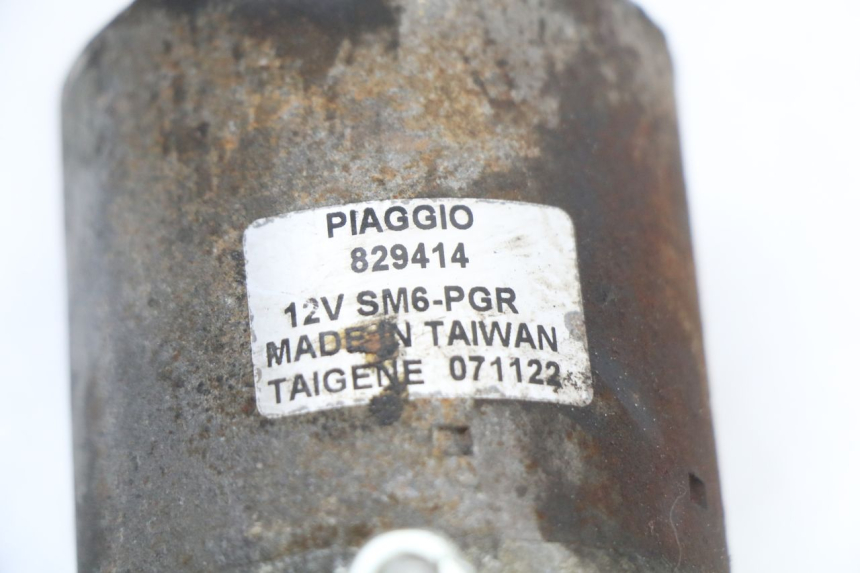 PIAGGIO
829414
12V SM6-PGR
MADE IN TAIWAN
TAIGENE 071122